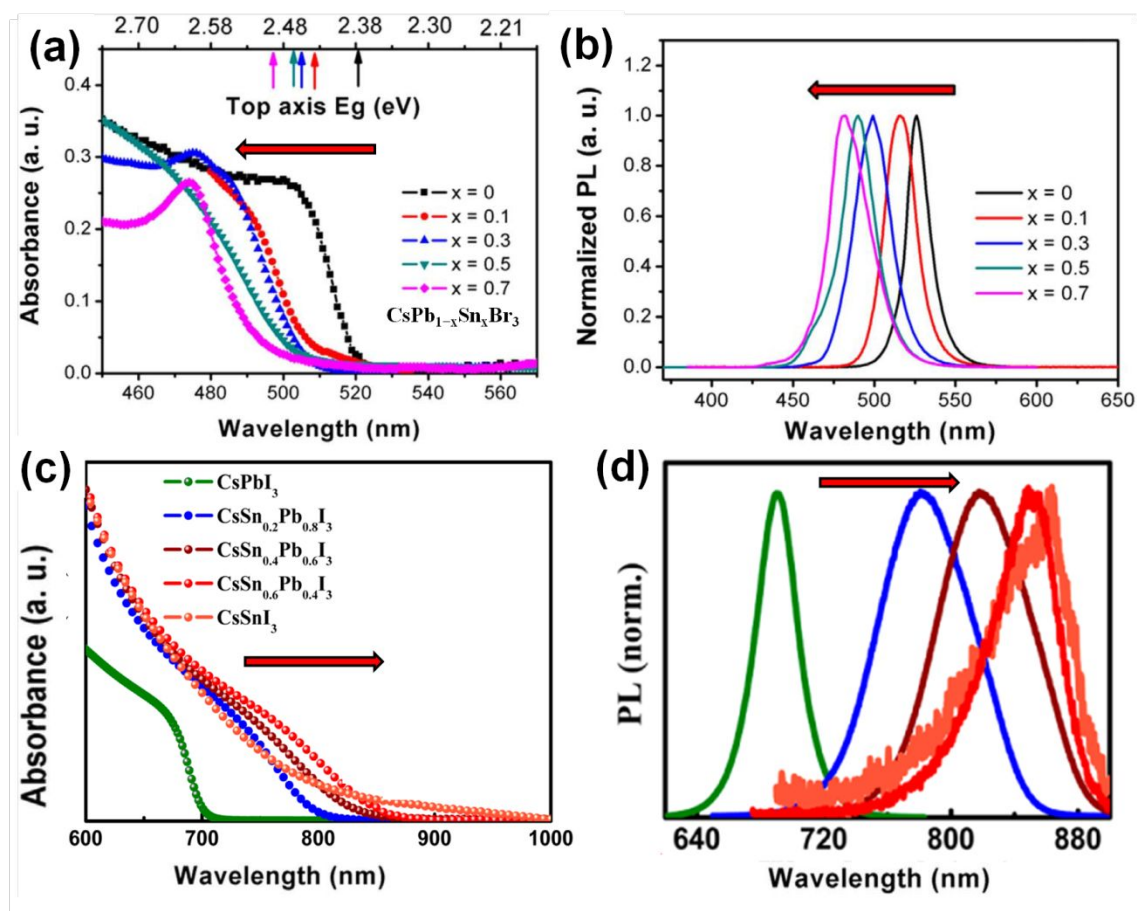 2.70 2.58 2.48 2.38 2.30 2.21
(a)
Top axis Eg (eV)
Absorbance (a. u.)
0.4
0.3
0.2
0.1
0.0
x = 0
x = 0.1
x = 0.3
x = 0.5
x = 0.7
CsPb1−xSnxBr3
460 480 500 520 540 560
Wavelength (nm)
(b)
Normalized PL (a. u.)
1.2
1.0
0.8
0.6
0.4
0.2
0.0
x = 0
x = 0.1
x = 0.3
x = 0.5
x = 0.7
400 450 500 550 600 650
Wavelength (nm)
(c)
Absorbance (a. u.)
CsPbI3
CsSn0.2Pb0.8I3
CsSn0.4Pb0.6I3
CsSn0.6Pb0.4I3
CsSnI3
600 700 800 900 1000
Wavelength (nm)
(d)
PL (norm.)
640 720 800 880
Wavelength (nm)